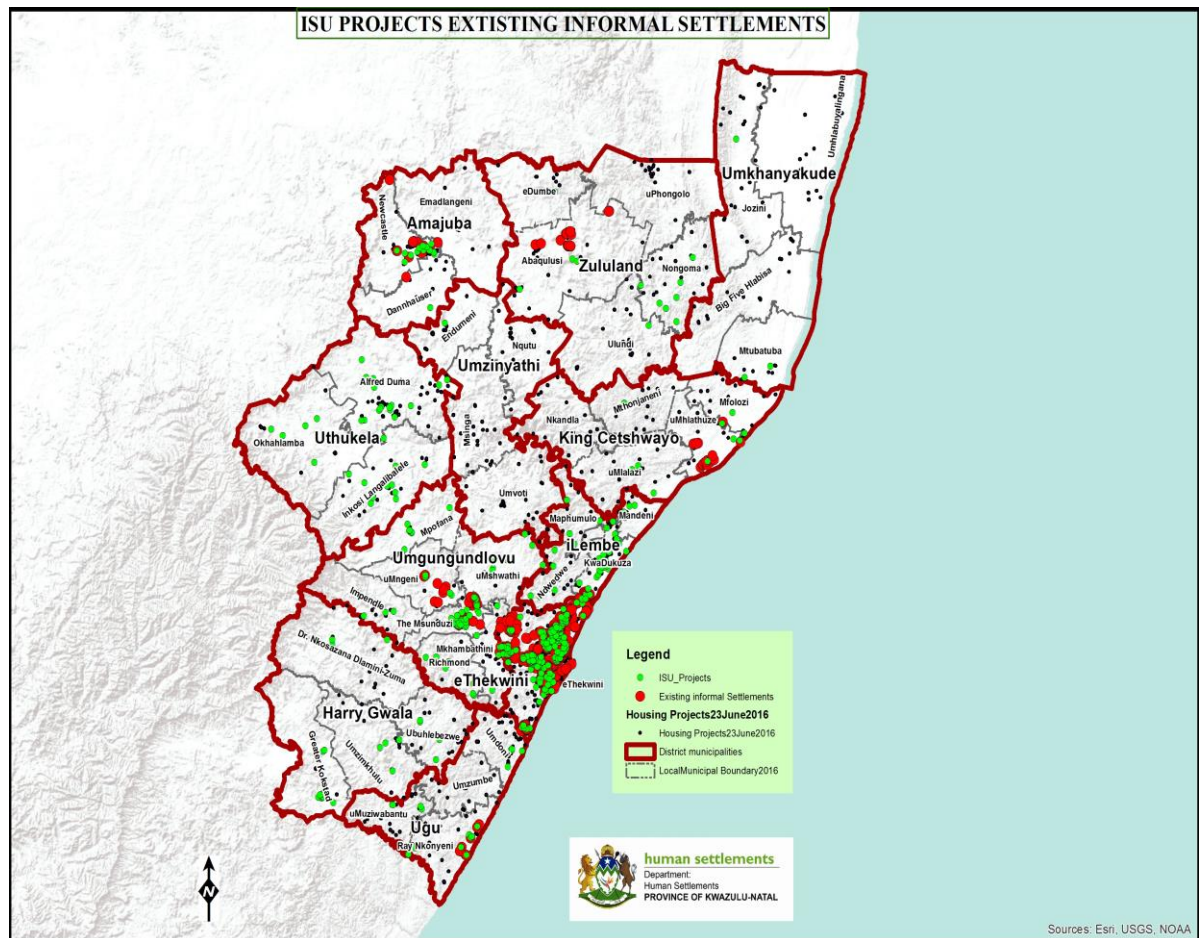 ISU PROJECTS EXTISTING INFORMAL SETTLEMENTS
Umhlabuyalingana
Umkhanyakude
Jozini
eDumbe
uPhongolo
Emadlangeni
Newcastle
Amajuba
Abaqulusi
Zululand
Nongoma
Big Five Hlabisa
Dannhauser
Endumeni
Nqutu
Ulundi
Mtubatuba
Umzinyathi
Alfred Duma
Mthonjaneni
Mfolozi
Nkandla
uMhlathuze
Msinga
King Cetshwayo
Okhahlamba
Uthukela
uMlalazi
Inkosi Langalibalele
Umvoti
Mandeni
Maphumulo
Mpofana
iLembe
KwaDukuza
Umgungundlovu
uMshwathi
Ndwedwe
uMngeni
Impendle
The Msunduzi
Dr. Nkosazana Dlamini-Zuma
Mkhambathini
Richmond
eThekwini
eThekwini
Harry Gwala
Ubuhlebezwe
Umdoni
Greater Kokstad
Umzimkhulu
Umzumbe
uMuziwabantu
Ugu
Ray Nkonyeni
Legend
ISU_Projects
Existing informal Settlements
Housing Projects23June2016
Housing Projects23June2016
District municipalities
LocalMunicipal Boundary2016
N
human settlements
Department:
Human Settlements
PROVINCE OF KWAZULU-NATAL
Sources: Esri, USGS, NOAA